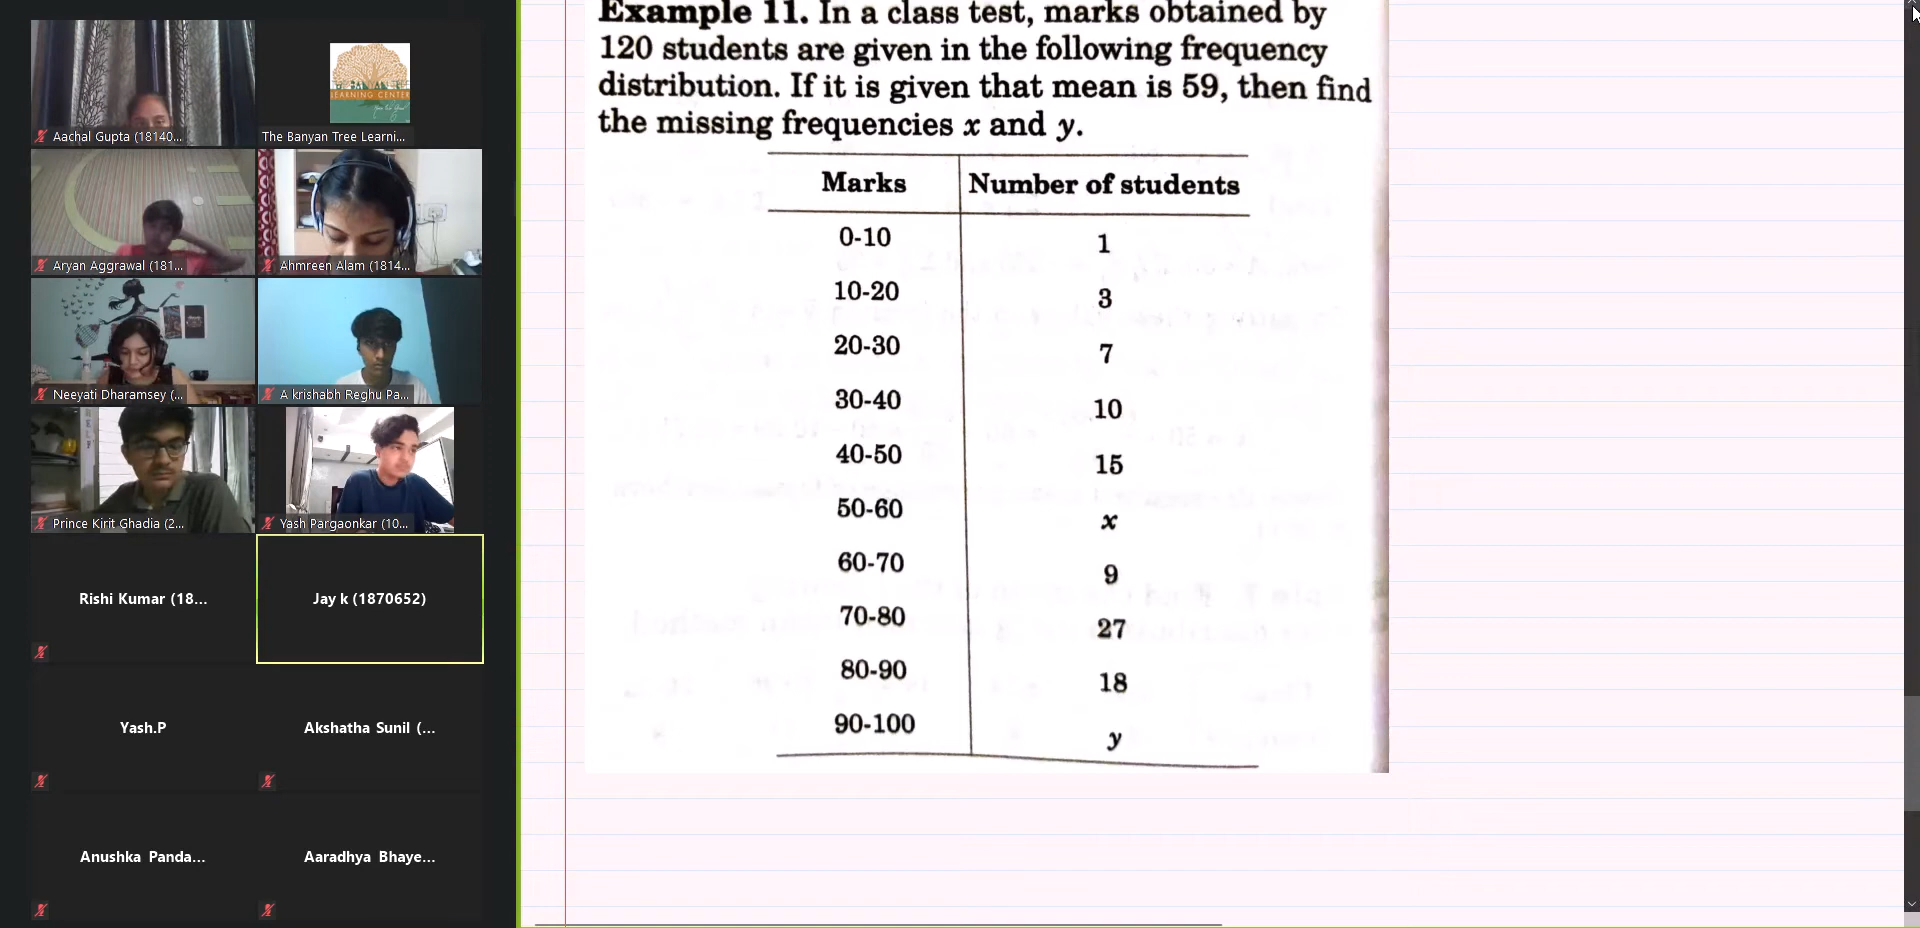 Aachal Gupta (18140...
LEARNING CENTER
The Banyan Tree Learni...
Aryan Aggrawal (181...
Ahmreen Alam (1814...
Neeyati Dharamsey (...
A krishabh Reghu Pa...
Prince Kirit Ghadia (2...
Yash Pargaonkar (10...
Rishi Kumar (18...
Jay k (1870652)
Yash.P
Akshatha Sunil (...
Anushka Panda...
Aaradhya Bhaye...
Example 11. In a class test, marks obtained by
120 students are given in the following frequency
distribution. If it is given that mean is 59, then find
the missing frequencies x and y.
Marks Number of students
0-10 1
10-20 3
20-30 7
30-40 10
40-50 15
50-60 x
60-70 9
70-80 27
80-90 18
90-100 y